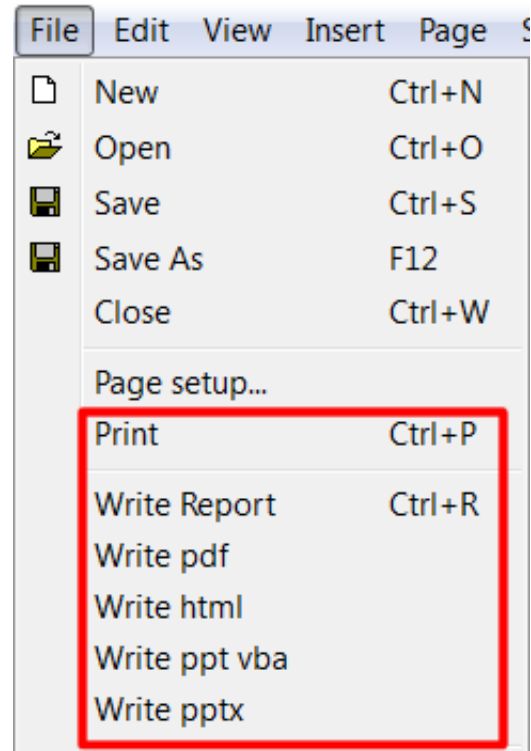 File Edit View Insert Page
New Ctrl+N
Open Ctrl+O
Save Ctrl+S
Save As F12
Close Ctrl+W
Page setup...
Print Ctrl+P
Write Report Ctrl+R
Write pdf
Write html
Write ppt vba
Write pptx